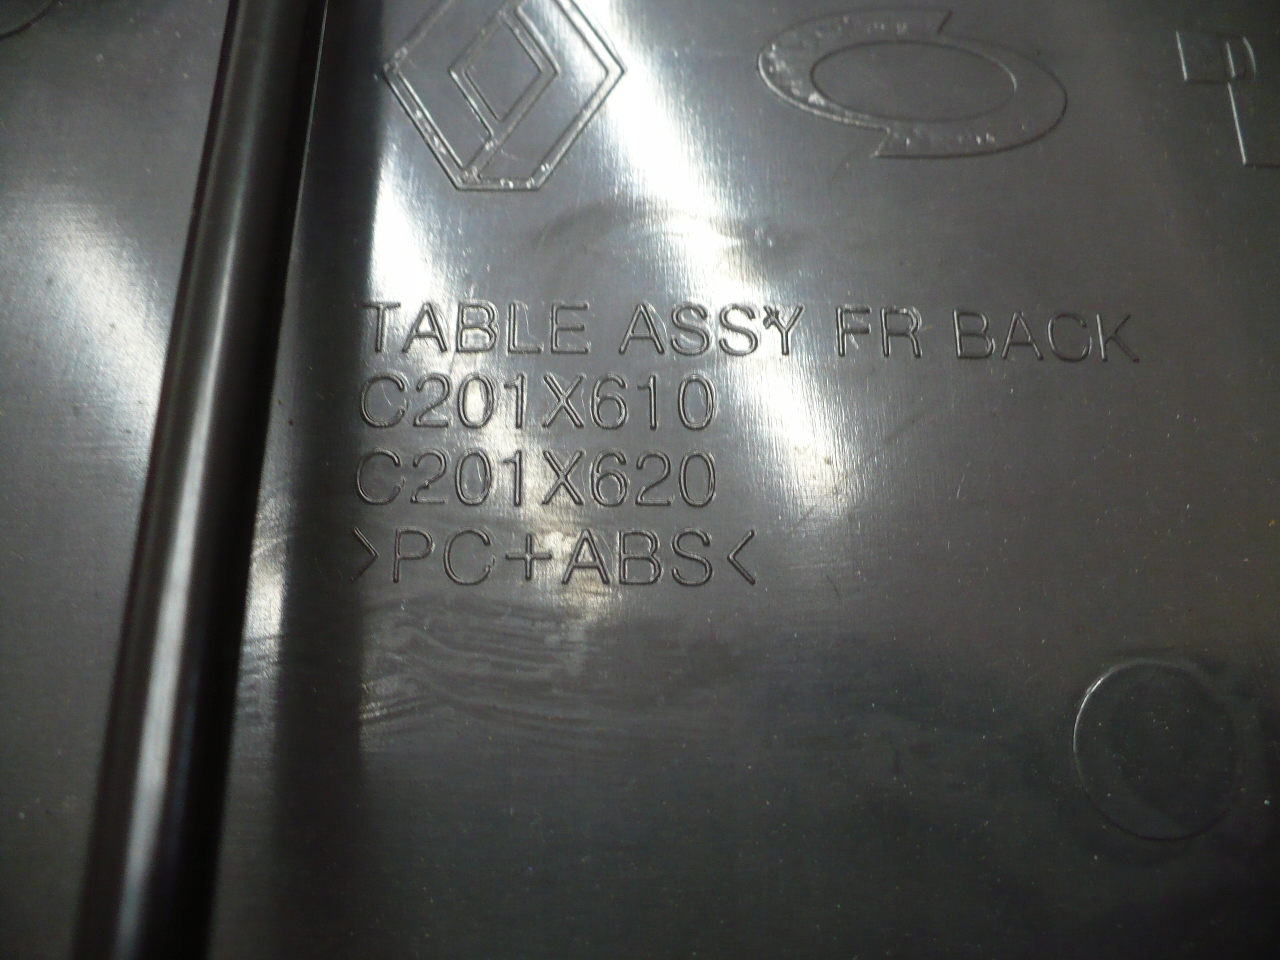 TABLE ASSY FR BACK
C201X610
C201X620
>PC+ABS<